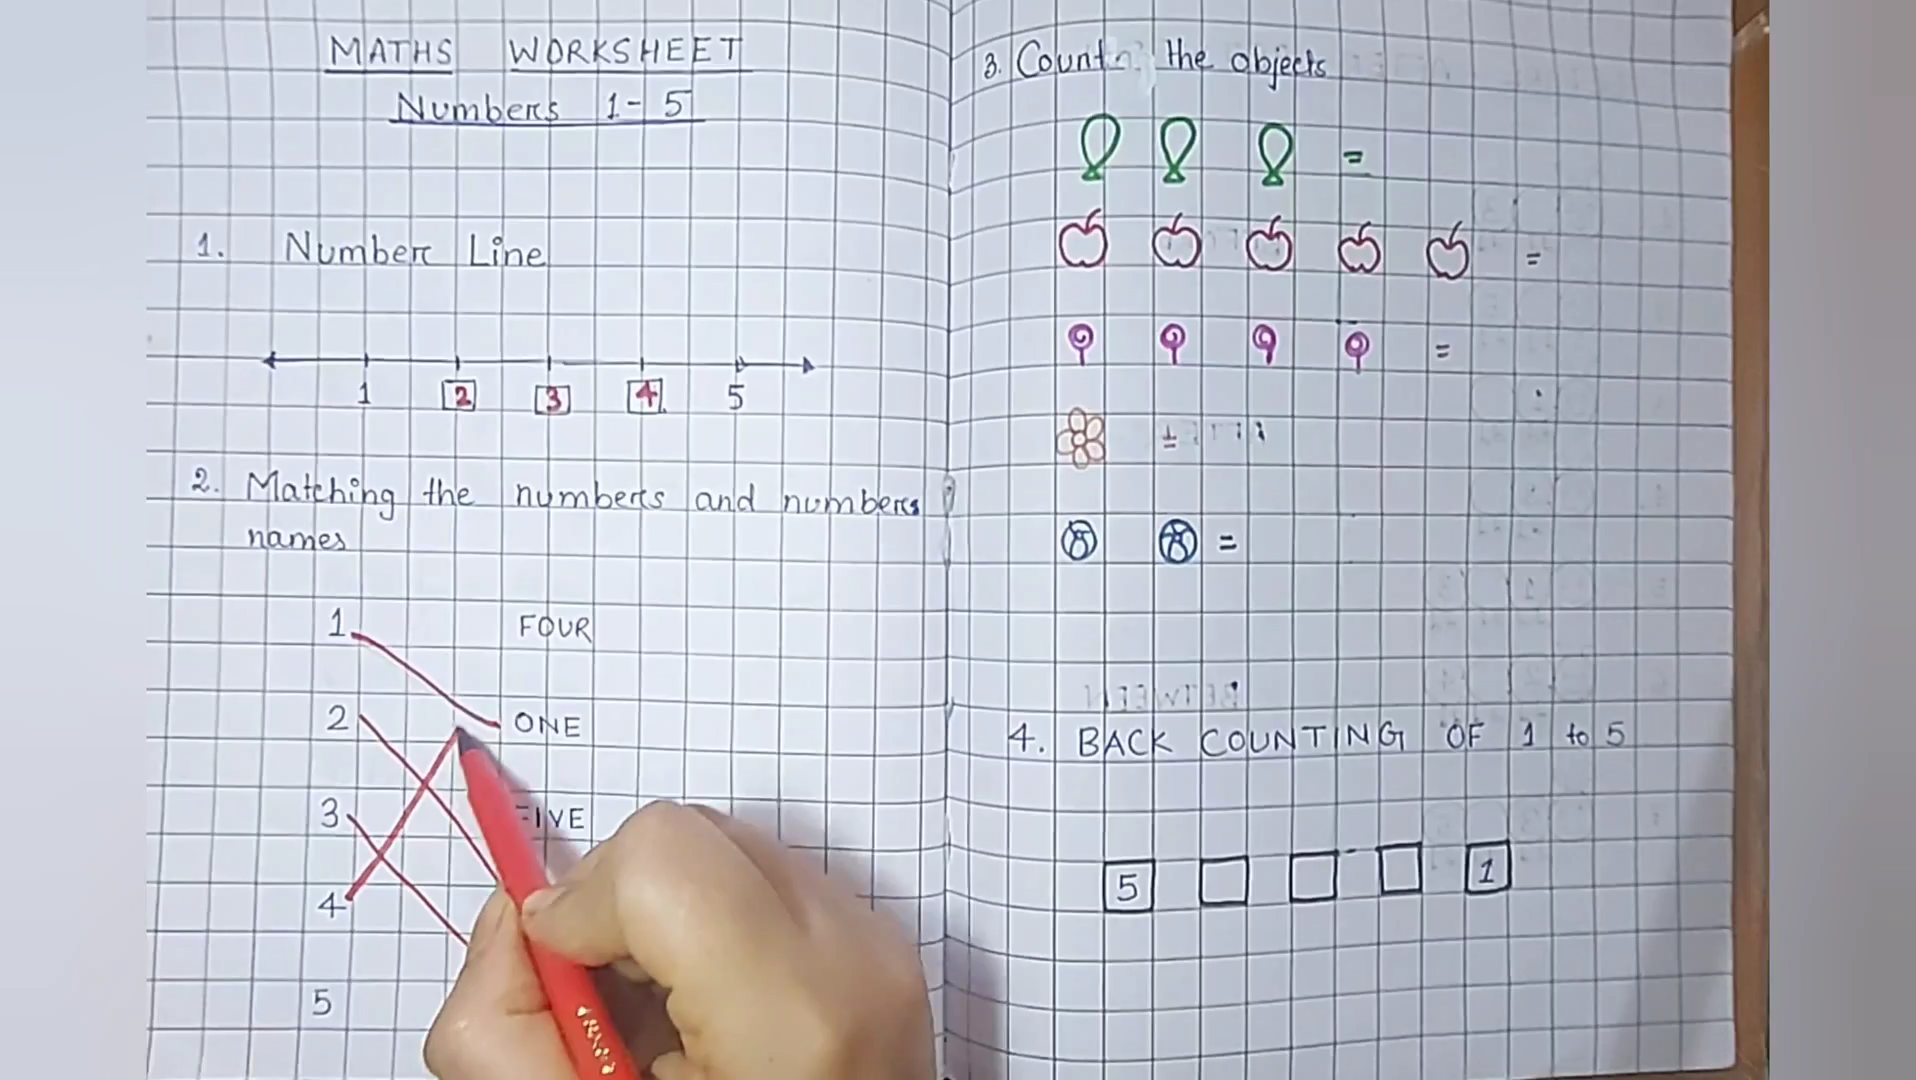 MATHS WORKSHEET
Numbers 1 - 5
1. Number Line
1 2 3 4 5
2. Matching the numbers and numbers
names
1 FOUR
2 ONE
3 FIVE
4
5
3. Count the objects
=
=
=
=
=
4. BACK COUNTING OF 1 to 5
5 1